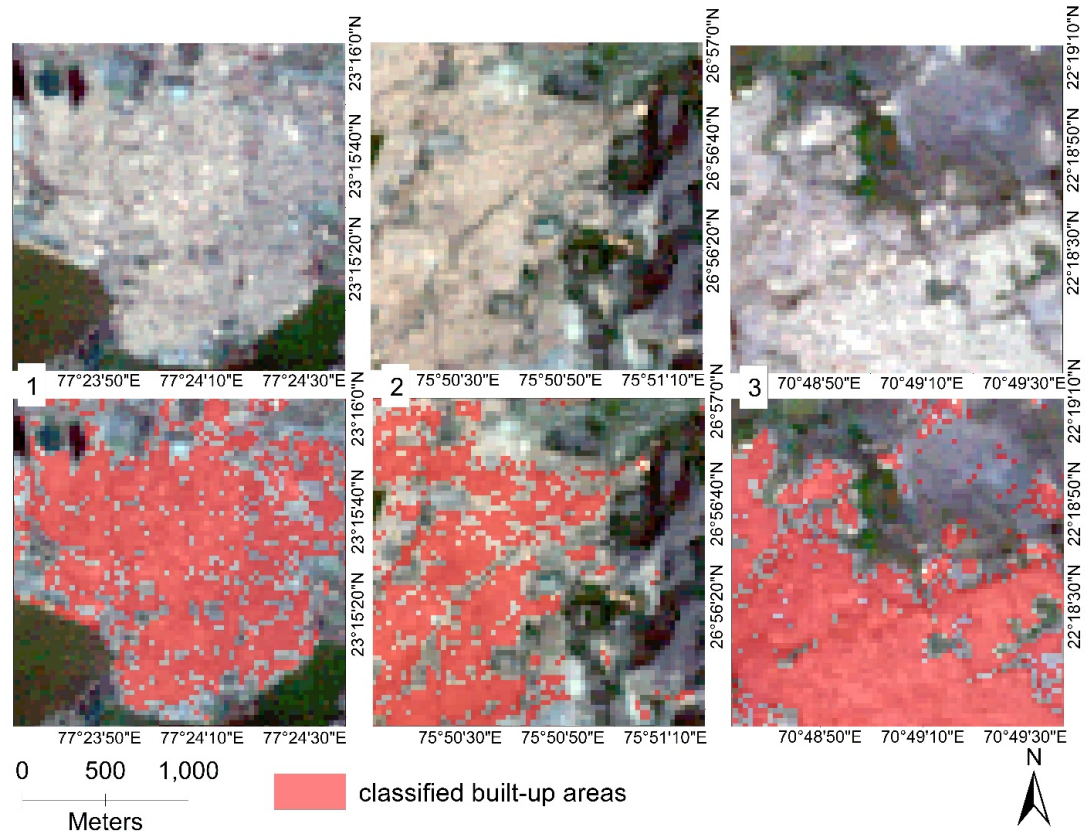 23°16'0"N
23°15'40"N
23°15'20"N
26°57'0"N
26°56'40"N
26°56'20"N
22°19'10"N
22°18'50"N
22°18'30"N
1
77°23'50"E 77°24'10"E 77°24'30"E
2
75°50'30"E 75°50'50"E 75°51'10"E
3
70°48'50"E 70°49'10"E 70°49'30"E
23°16'0"N
23°15'40"N
23°15'20"N
26°57'0"N
26°56'40"N
26°56'20"N
22°19'10"N
22°18'50"N
22°18'30"N
77°23'50"E 77°24'10"E 77°24'30"E
75°50'30"E 75°50'50"E 75°51'10"E
70°48'50"E 70°49'10"E 70°49'30"E
0 500 1,000
Meters
classified built-up areas
N